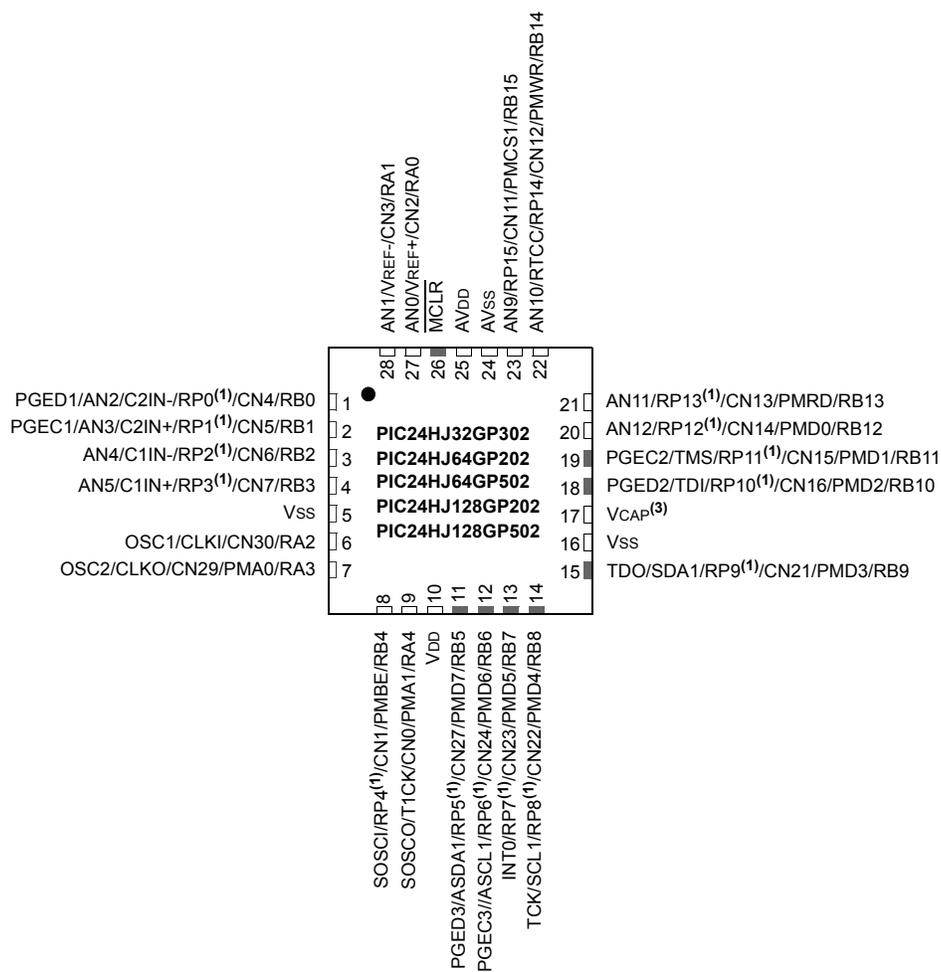 AN1/VREF-/CN3/RA1
AN0/VREF+/CN2/RA0
MCLR
AVDD
AVSS
AN9/RP15/CN11/PMCS1/RB15
AN10/RTCC/RP14/CN12/PMWR/RB14
28
27
26
25
24
23
22
PGED1/AN2/C2IN-/RP0(1)/CN4/RB0
1
PGEC1/AN3/C2IN+/RP1(1)/CN5/RB1
2
AN4/C1IN-/RP2(1)/CN6/RB2
3
AN5/C1IN+/RP3(1)/CN7/RB3
4
VSS
5
OSC1/CLKI/CN30/RA2
6
OSC2/CLKO/CN29/PMA0/RA3
7
PIC24HJ32GP302
PIC24HJ64GP202
PIC24HJ64GP502
PIC24HJ128GP202
PIC24HJ128GP502
21
AN11/RP13(1)/CN13/PMRD/RB13
20
AN12/RP12(1)/CN14/PMD0/RB12
19
PGEC2/TMS/RP11(1)/CN15/PMD1/RB11
18
PGED2/TDI/RP10(1)/CN16/PMD2/RB10
17
VCAP(3)
16
VSS
15
TDO/SDA1/RP9(1)/CN21/PMD3/RB9
8
9
10
11
12
13
14
SOSCI/RP4(1)/CN1/PMBE/RB4
SOSCO/T1CK/CN0/PMA1/RA4
VDD
PGED3/ASDA1/RP5(1)/CN27/PMD7/RB5
PGEC3//ASCL1/RP6(1)/CN24/PMD6/RB6
INT0/RP7(1)/CN23/PMD5/RB7
TCK/SCL1/RP8(1)/CN22/PMD4/RB8